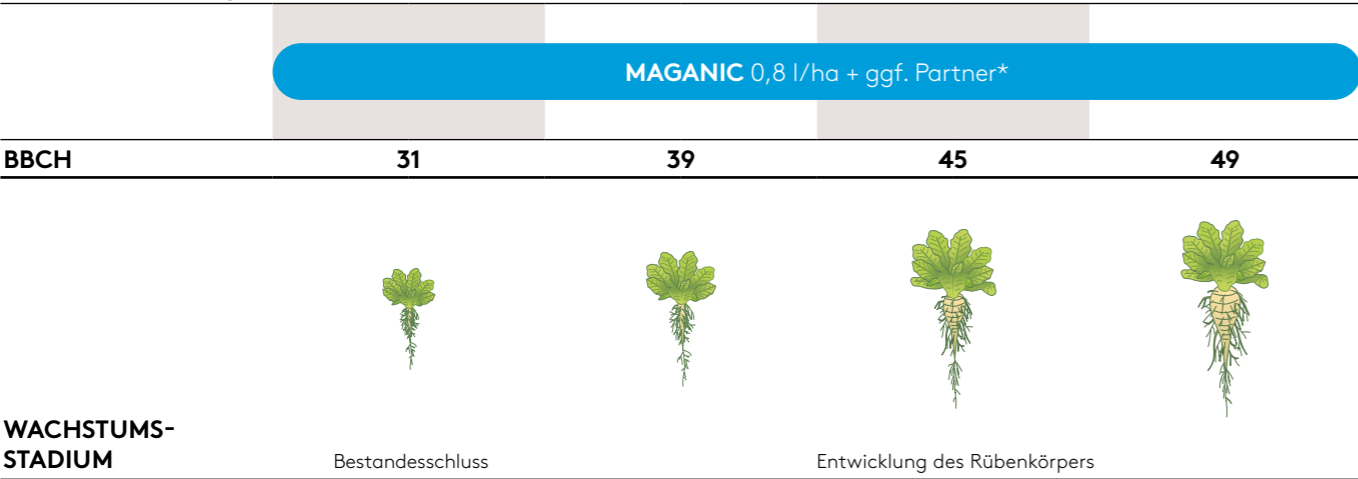 MAGANIC 0,8 l/ha + ggf. Partner*
BBCH 31 39 45 49
WACHSTUMS-
STADIUM Bestandesschluss Entwicklung des Rübenkörpers